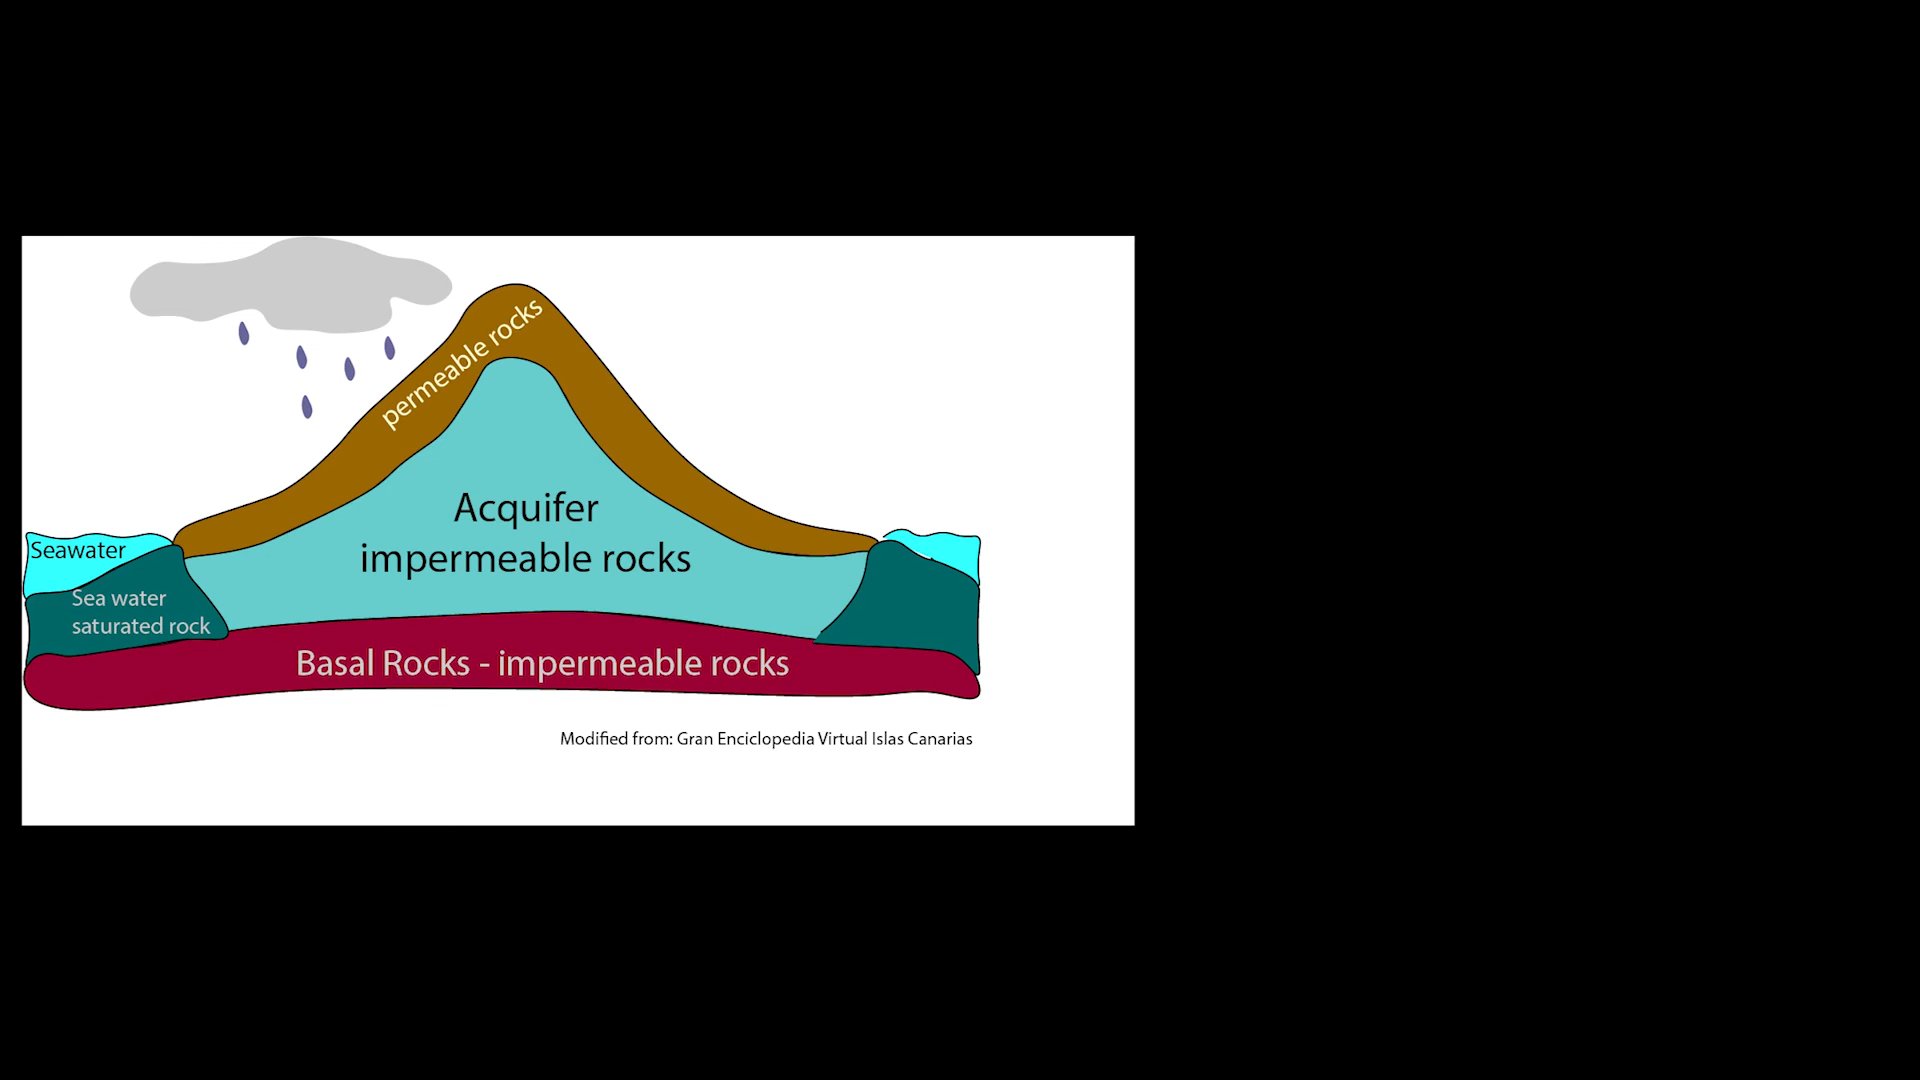 permeable rocks
Acquifer
impermeable rocks
Seawater
Sea water
saturated rock
Basal Rocks - impermeable rocks
Modified from: Gran Enciclopedia Virtual Islas Canarias